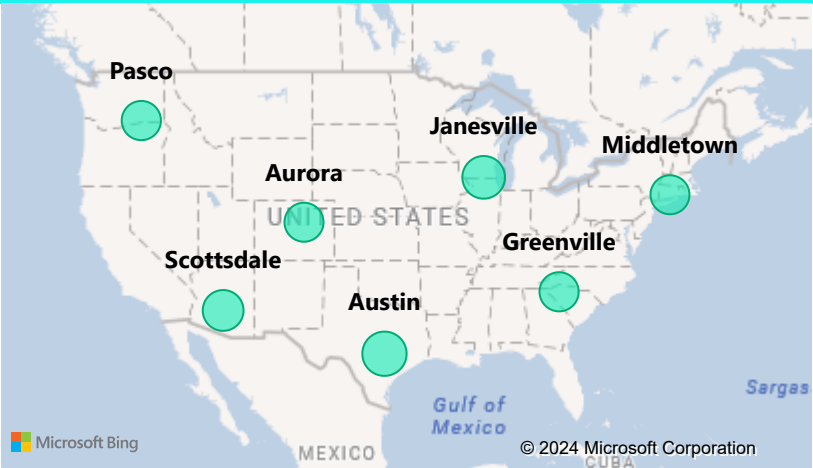 Pasco
Janesville
Middletown
Aurora
UNITED STATES
Greenville
Scottsdale
Austin
Sargas
Gulf of
Mexico
Microsoft Bing
© 2024 Microsoft Corporation
MEXICO
CUBA